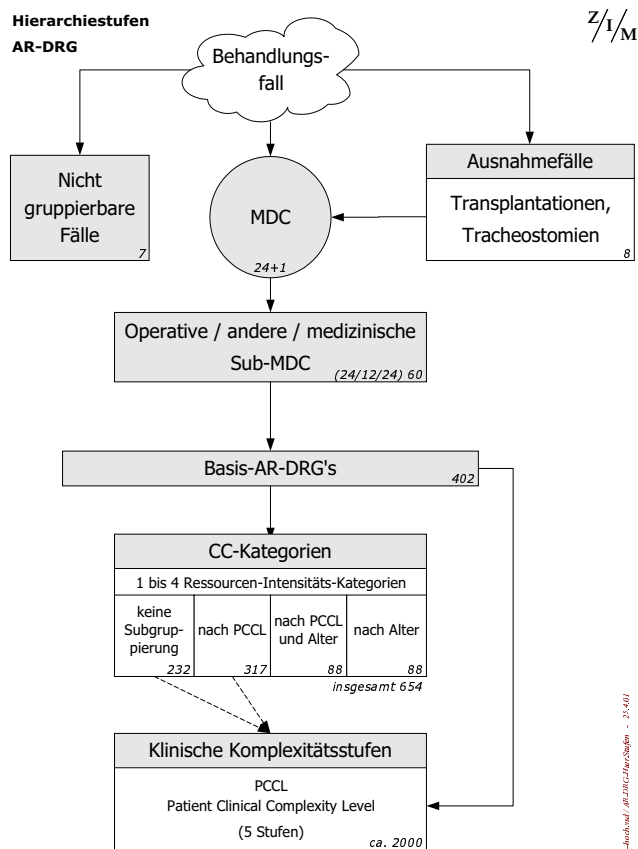 Hierarchiestufen
AR-DRG
Z/I/M
Behandlungs-
fall
Nicht
gruppierbare
Fälle
7
MDC
24+1
Ausnahmefälle
Transplantationen,
Tracheostomien
8
Operative / andere / medizinische
Sub-MDC
(24/12/24) 60
Basis-AR-DRG's
402
CC-Kategorien
1 bis 4 Ressourcen-Intensitäts-Kategorien
keine
Subgrup-
pierung
232
nach PCCL
317
nach PCCL
und Alter
88
nach Alter
88
insgesamt 654
Klinische Komplexitätsstufen
PCCL
Patient Clinical Complexity Level
(5 Stufen)
ca. 2000
- 25.4.01